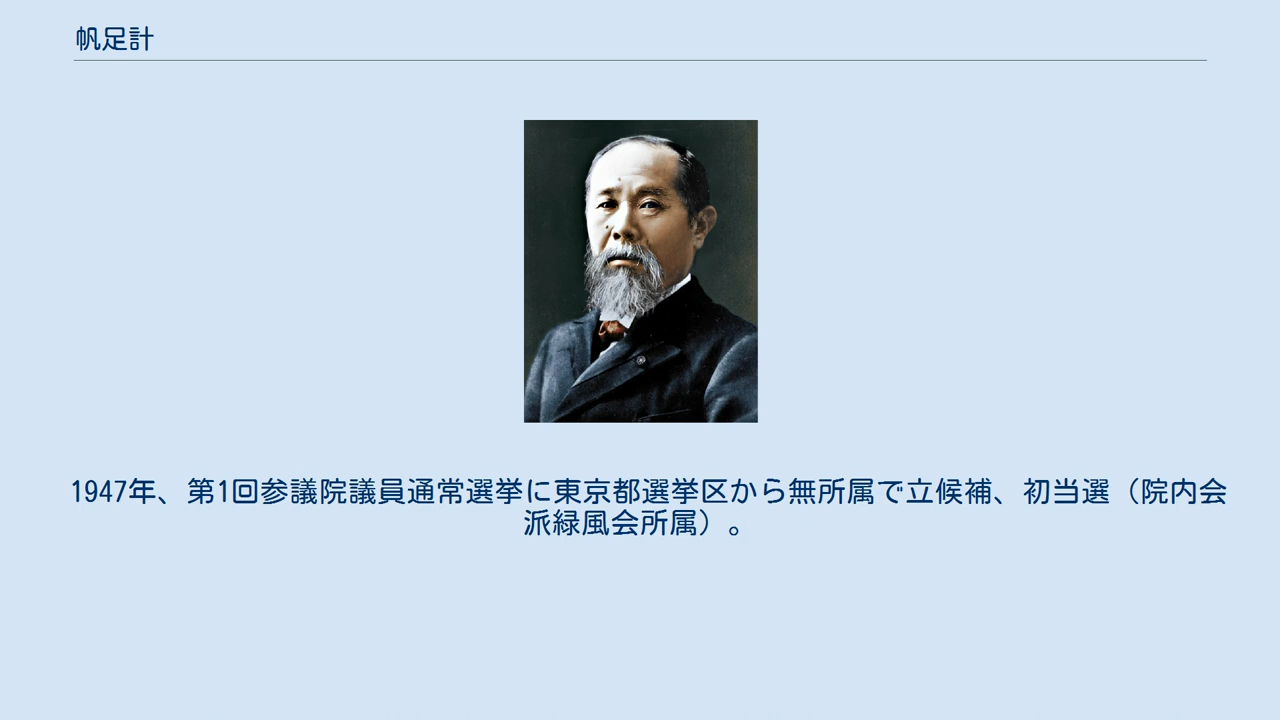 帆足計
1947年、第1回参議院議員通常選挙に東京都選挙区から無所属で立候補、初当選（院内会
派緑風会所属）。